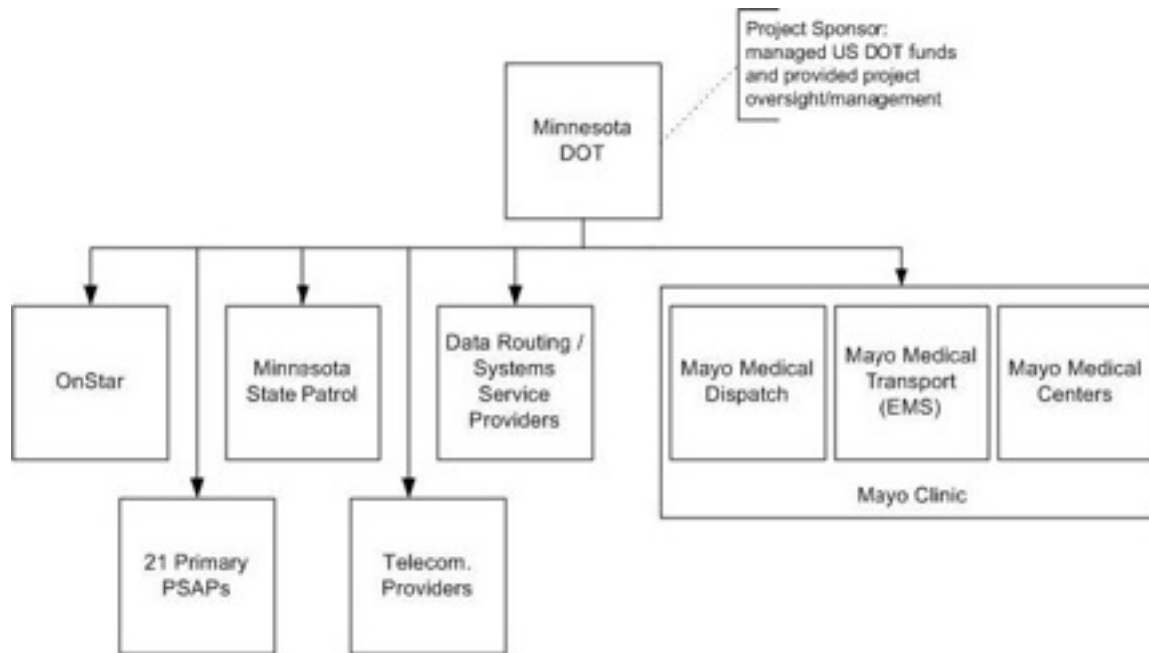 Project Sponsor:
managed US DOT funds
and provided project
oversight/management
Minnesota
DOT
OnStar
Minnesota
State Patrol
Data Routing /
Systems
Service
Providers
Mayo Medical
Dispatch
Mayo Medical
Transport
(EMS)
Mayo Medical
Centers
Mayo Clinic
21 Primary
PSAPs
Telecom.
Providers